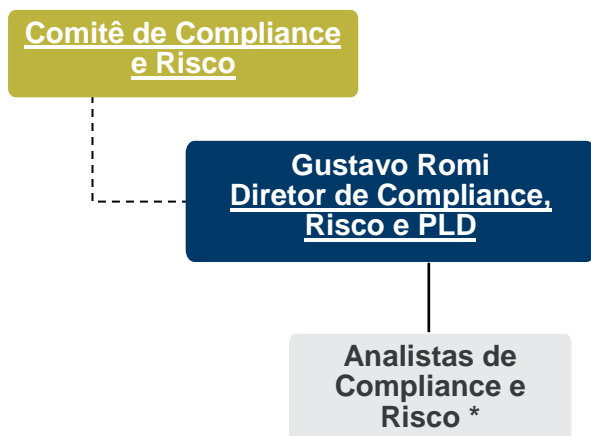 Comitê de Compliance
e Risco
Gustavo Romi
Diretor de Compliance,
Risco e PLD
Analistas de
Compliance e
Risco *